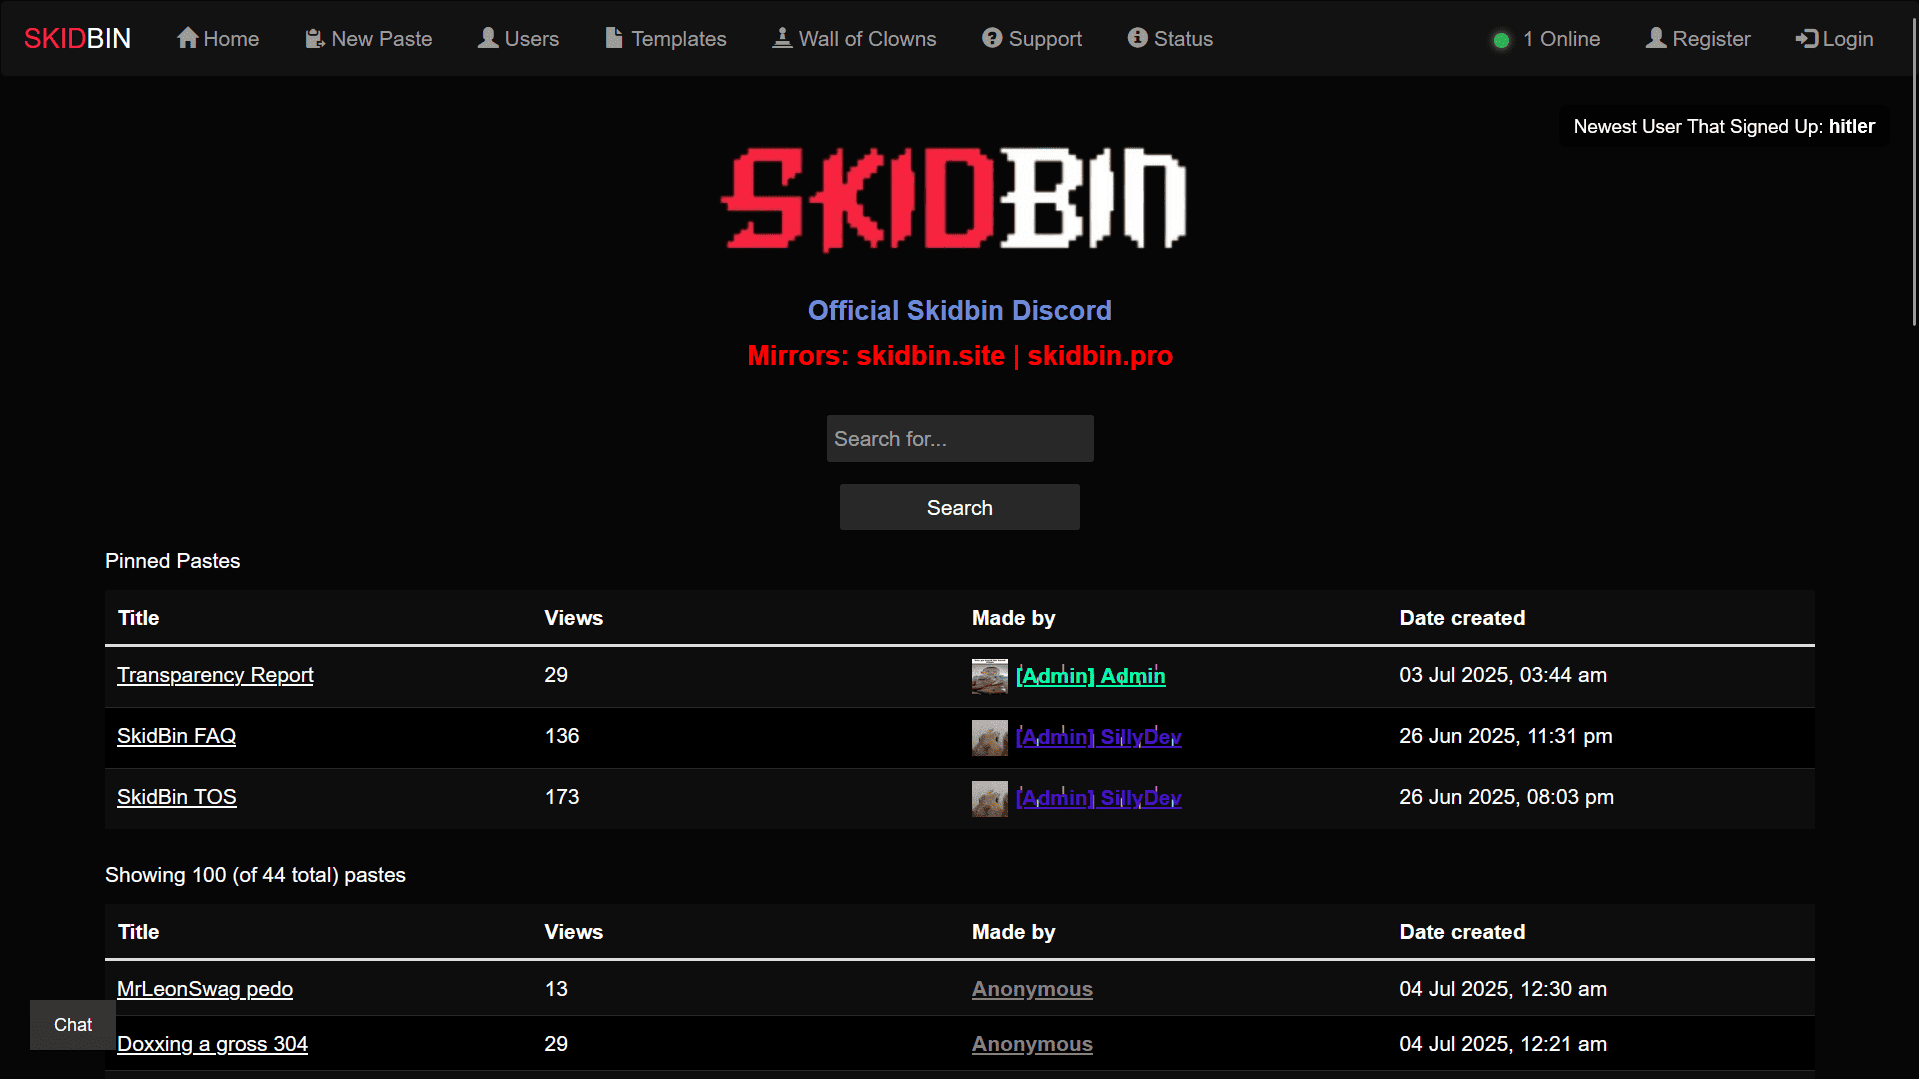 SKIDBIN Home New Paste Users Templates Wall of Clowns Support Status 1 Online Register Login
Newest User That Signed Up: hitler
SKIDBIN
Official Skidbin Discord
Mirrors: skidbin.site | skidbin.pro
Search for...
Search
Pinned Pastes
Title Views Made by Date created
Transparency Report 29 [Admin] Admin 03 Jul 2025, 03:44 am
SkidBin FAQ 136 [Admin] SillyDev 26 Jun 2025, 11:31 pm
SkidBin TOS 173 [Admin] SillyDev 26 Jun 2025, 08:03 pm
Showing 100 (of 44 total) pastes
Title Views Made by Date created
MrLeonSwag pedo 13 Anonymous 04 Jul 2025, 12:30 am
Chat
Doxxing a gross 304 29 Anonymous 04 Jul 2025, 12:21 am